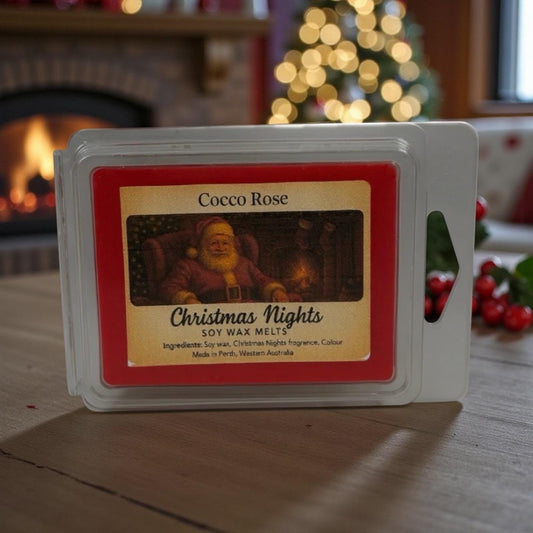 Cocco Rose
Christmas Nights
SOY WAX MELTS
Ingredients: Soy wax, Christmas Nights fragrance, Colour
Made in Perth, Western Australia